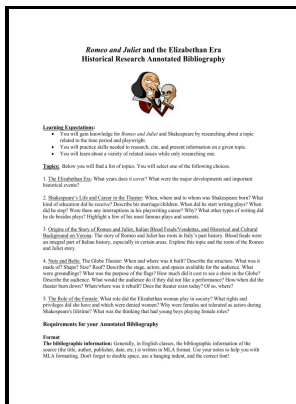 Romeo and Juliet and the Elizabethan Era
Historical Research Annotated Bibliography
Learning Expectations:
• You will gain knowledge for Romeo and Juliet and Shakespeare by researching about a topic
related to the time period and playwright.
• You will practice skills needed to research, cite, and present information on a given topic.
• You will learn about a variety of related issues while only researching one.
Topics: Below you will find a list of topics. You will select one of the following choices.
1. The Elizabethan Era: What years does it cover? What were the major developments and important
historical events?
2. Shakespeare's Life and Career in the Theater: When, where and to whom was Shakespeare born? What
kind of education did he receive? Describe his marriage/children. When did he start writing plays? When
did he stop? Were there any interruptions in his playwriting career? Why? What other types of writing did
he do besides plays? Highlight a few of his most famous plays and sonnets.
3. Origins of the Story of Romeo and Juliet, Italian Blood Feuds/Vendettas, and Historical and Cultural
Background on Verona: The story of Romeo and Juliet has roots in Italy's past history. Blood feuds were
an integral part of Italian history, especially in certain areas. Explore this topic and the roots of the Romeo
and Juliet story.
4. Nuts and Bolts: The Globe Theater: When and where was it built? Describe the structure. What was it
made of? Shape? Size? Roof? Describe the stage, actors, and spaces available for the audience. What
were groundlings? What was the purpose of the flags? How much did it cost to see a show in the Globe?
Describe the audience. What would the audience do if they did not like a performance? How/when did the
theater burn down? When/where was it rebuilt? Does the theater exist today? Of so, where?
5. The Role of the Female: What role did the Elizabethan woman play in society? What rights and
privileges did she have and which were denied women? Why were females not tolerated as actors during
Shakespeare's lifetime? What was the thinking that had young boys playing female roles?
Requirements for your Annotated Bibliography
Format
The bibliographic information: Generally, in English classes, the bibliographic information of the
source (the title, author, publisher, date, etc.) is written in MLA format. Use your notes to help you with
MLA formatting. Don't forget to double space, use a hanging indent, and the correct font!